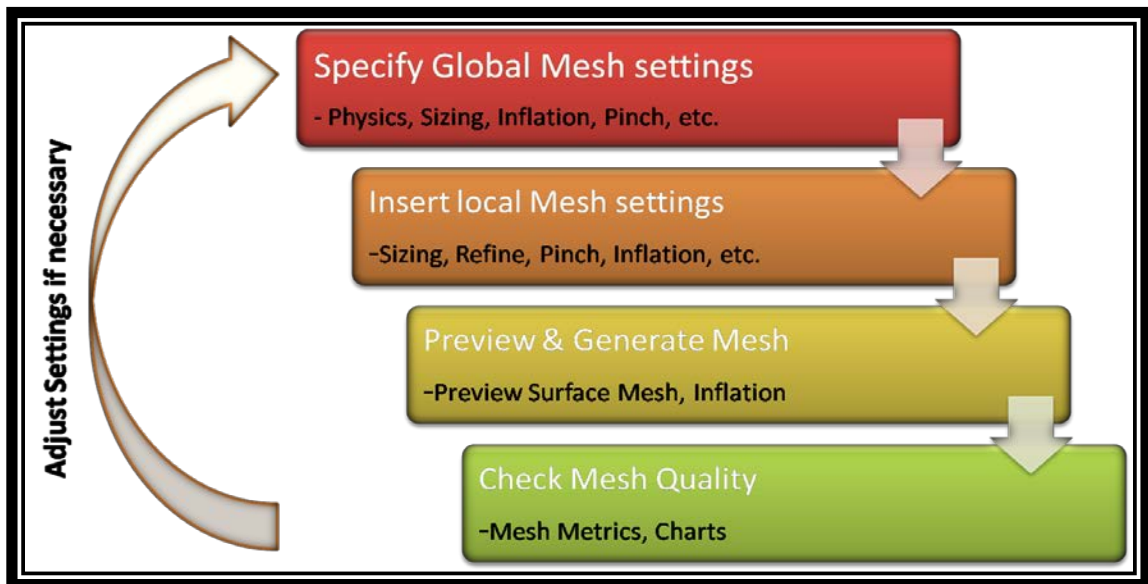 Adjust Settings if necessary
Specify Global Mesh settings
- Physics, Sizing, Inflation, Pinch, etc.
Insert local Mesh settings
-Sizing, Refine, Pinch, Inflation, etc.
Preview & Generate Mesh
-Preview Surface Mesh, Inflation
Check Mesh Quality
-Mesh Metrics, Charts